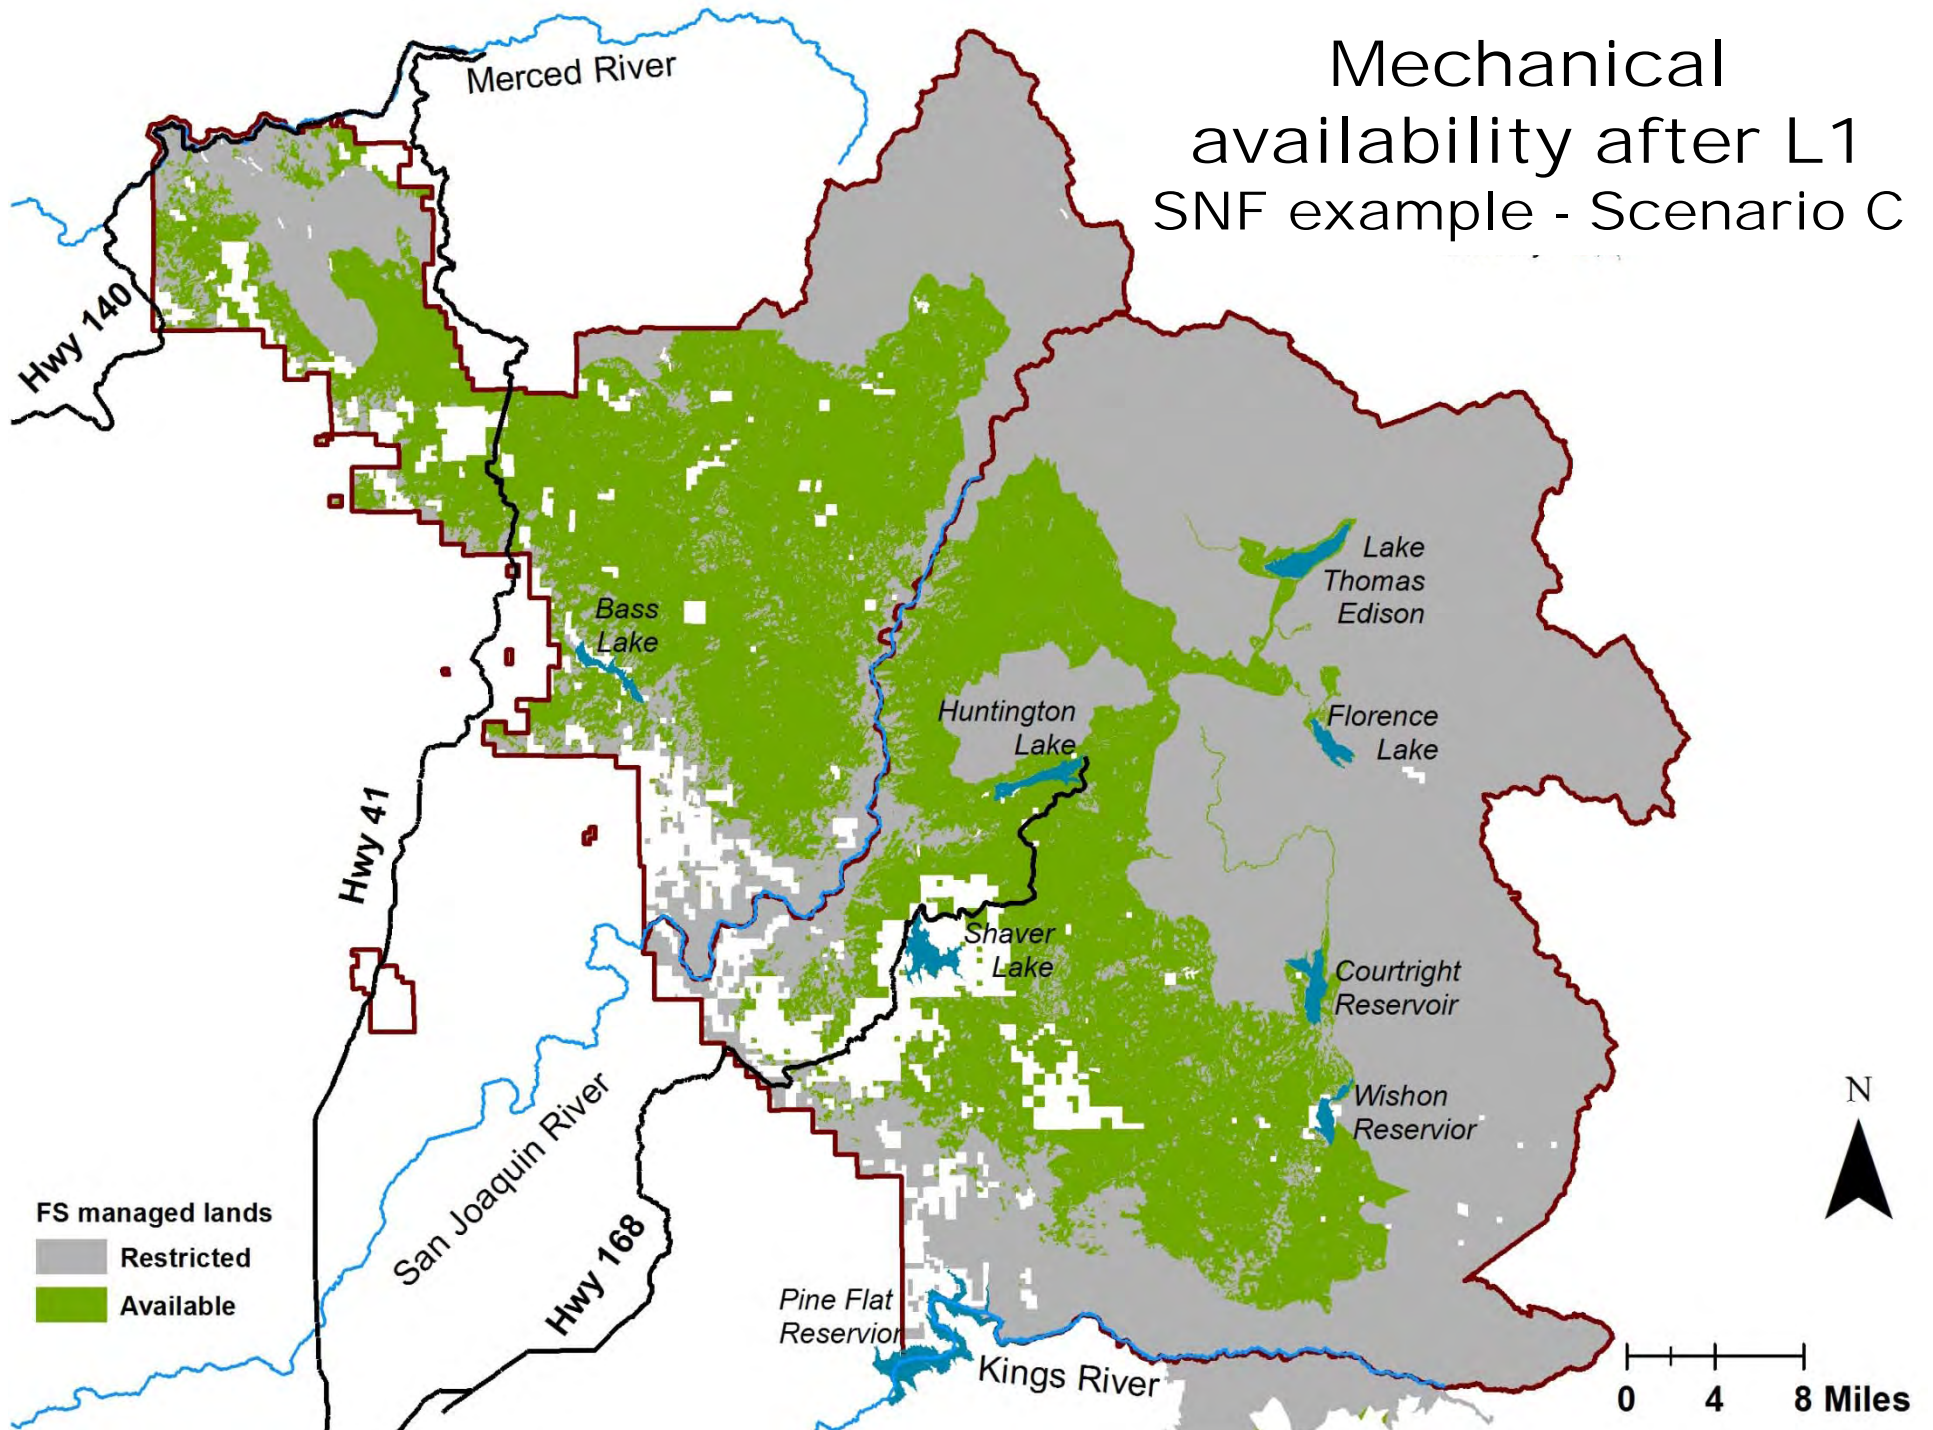 Mechanical
availability after L1
SNF example - Scenario C
Merced River
Hwy 140
Lake
Thomas
Edison
Bass
Lake
Huntington
Lake
Florence
Lake
Hwy 41
Shaver
Lake
Courtright
Reservoir
Wishon
Reservior
San Joaquin River
Hwy 168
N
FS managed lands
Restricted
Available
Pine Flat
Reservior
Kings River
0 4 8 Miles